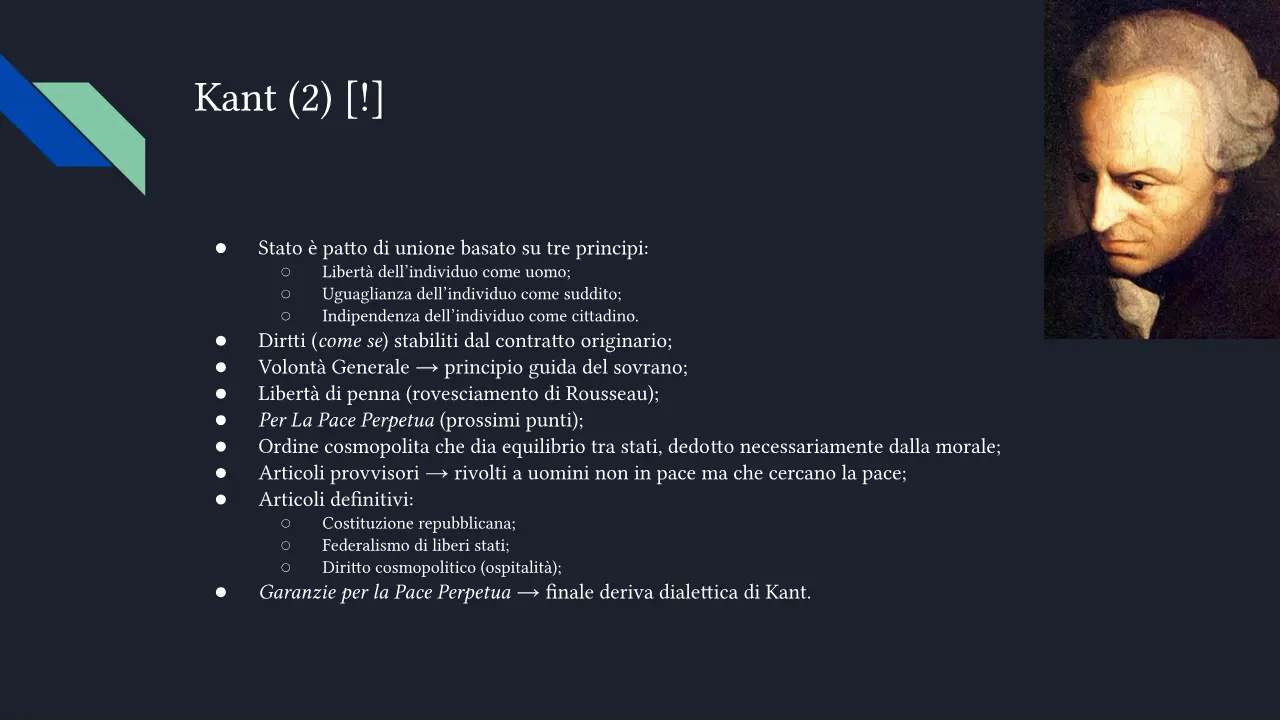 Kant (2) [!]
● Stato è patto di unione basato su tre principi:
○ Libertà dell’individuo come uomo;
○ Uguaglianza dell’individuo come suddito;
○ Indipendenza dell’individuo come cittadino.
● Dirtti (come se) stabiliti dal contratto originario;
● Volontà Generale → principio guida del sovrano;
● Libertà di penna (rovesciamento di Rousseau);
● Per La Pace Perpetua (prossimi punti);
● Ordine cosmopolita che dia equilibrio tra stati, dedotto necessariamente dalla morale;
● Articoli provvisori → rivolti a uomini non in pace ma che cercano la pace;
● Articoli definitivi:
○ Costituzione repubblicana;
○ Federalismo di liberi stati;
○ Diritto cosmopolitico (ospitalità);
● Garanzie per la Pace Perpetua → finale deriva dialettica di Kant.